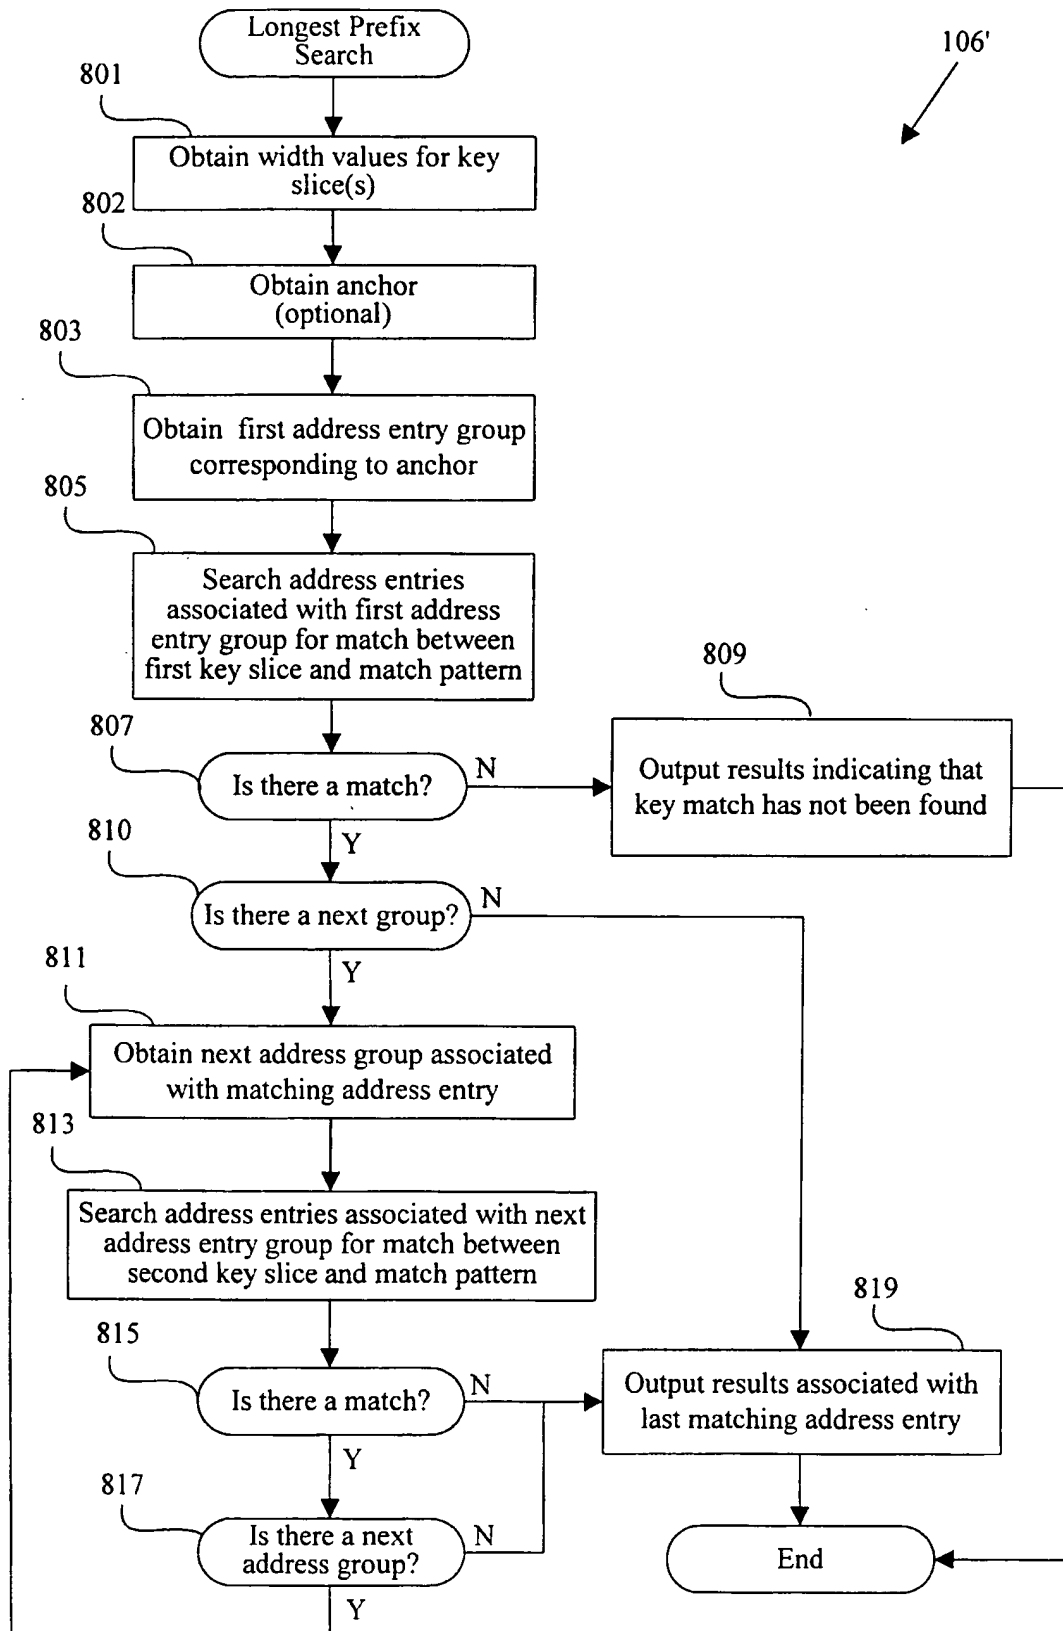 Longest Prefix
Search
106'
801
Obtain width values for key
slice(s)
802
Obtain anchor
(optional)
803
Obtain first address entry group
corresponding to anchor
805
Search address entries
associated with first address
entry group for match between
first key slice and match pattern
807
Is there a match?
N
Y
809
Output results indicating that
key match has not been found
810
Is there a next group?
N
Y
811
Obtain next address group associated
with matching address entry
813
Search address entries associated with next
address entry group for match between
second key slice and match pattern
815
Is there a match?
N
Y
819
Output results associated with
last matching address entry
817
Is there a next
address group?
N
Y
End